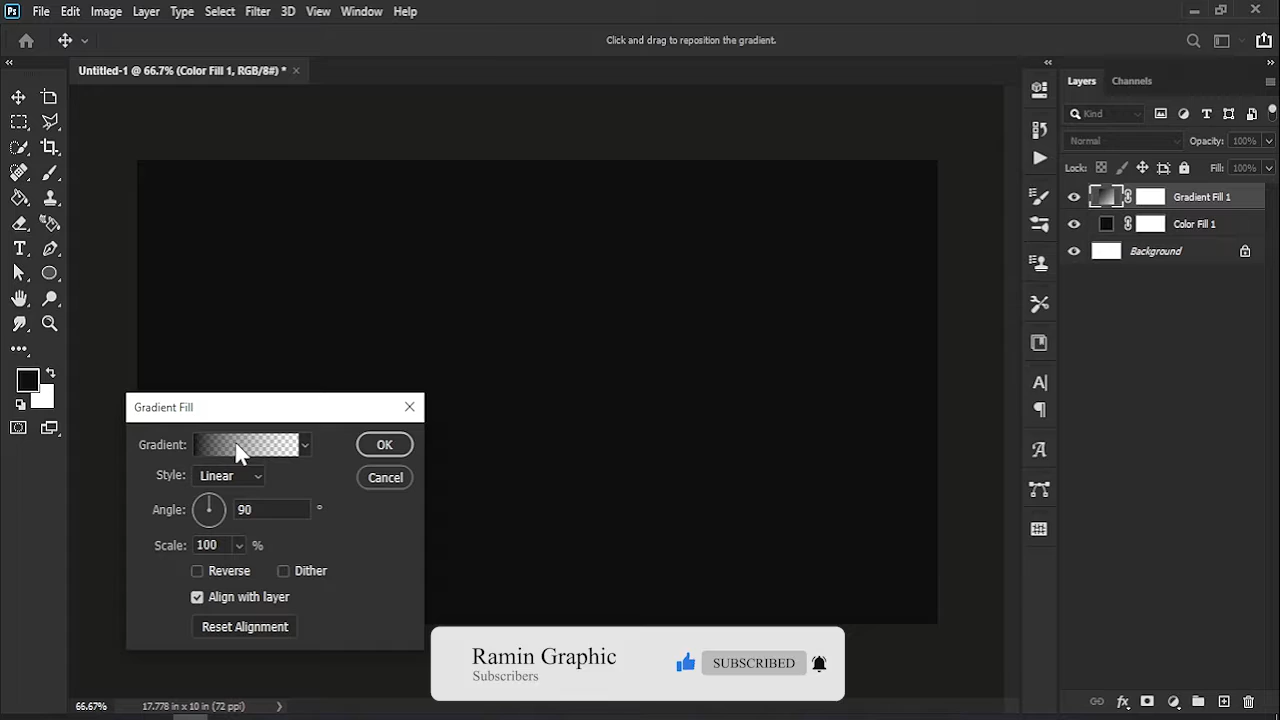 Ps File Edit Image Layer Type Select Filter 3D View Window Help
Click and drag to reposition the gradient.
Untitled-1 @ 66.7% (Color Fill 1, RGB/8#) * ×
Layers Channels
Kind
Normal Opacity: 100%
Lock: Fill: 100%
Gradient Fill 1
Color Fill 1
Background
Gradient Fill
Gradient: OK
Style: Linear Cancel
Angle: 90 °
Scale: 100 %
Reverse Dither
Align with layer
Reset Alignment
Ramin Graphic
Subscribers
SUBSCRIBED
66.67% 17.778 in x 10 in (72 ppi)